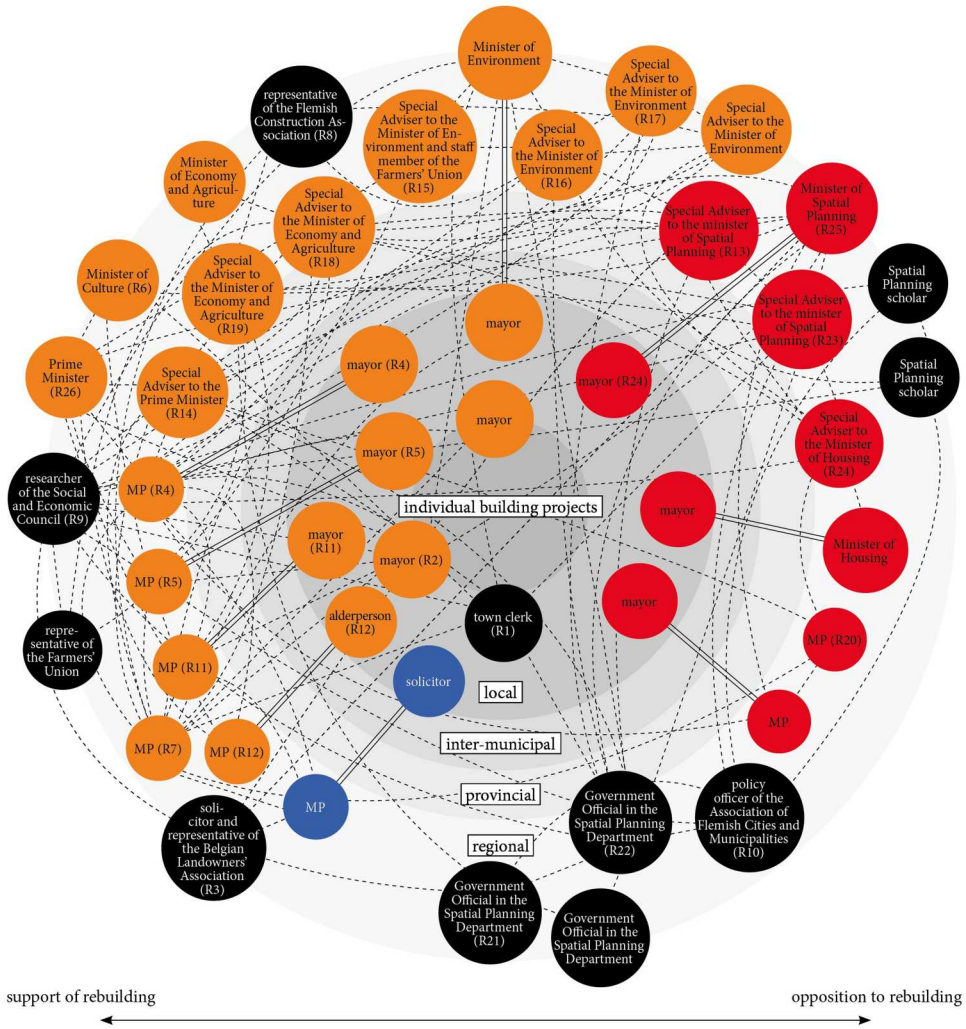 Minister of
Environment
Special
Adviser to
the Minister of
Environment
(R17)
representative
of the Flemish
Construction As-
sociation (R8)
Special
Adviser to the
Minister of En-
vironment and staff
member of the
Farmers' Union
(R15)
Special
Adviser to
the Minister of
Environment
(R16)
Special
Adviser to the
Minister of
Environment
Minister
of Economy
and Agricul-
ture
Special
Adviser to
the Minister of
Economy and
Agriculture
(R18)
Special Adviser
to the minister
of Spatial
Planning (R13)
Minister of
Spatial
Planning
(R25)
Minister of
Culture (R6)
Special
Adviser to
the Minister of
Economy and
Agriculture
(R19)
mayor
Special Adviser
to the minister
of Spatial
Planning (R23)
Spatial
Planning
scholar
Prime
Minister
(R26)
Special
Adviser to the
Prime Minister
(R14)
mayor (R4)
mayor
mayor (R24)
Spatial
Planning
scholar
researcher
of the Social
and Economic
Council (R9)
MP (R4)
mayor (R5)
Special
Adviser to
the Minister
of Housing
(R24)
individual building projects
mayor
Minister of
Housing
MP (R5)
mayor
(R11)
mayor (R2)
repre-
sentative of
the Farmers'
Union
MP (R11)
alderperson
(R12)
town clerk
(R1)
mayor
MP (R20)
solicitor
local
MP
MP (R7)
MP (R12)
inter-municipal
MP
provincial
soli-
citor and
representative of
the Belgian
Landowners'
Association
(R3)
regional
Government
Official in the
Spatial Planning
Department
(R22)
policy
officer of the
Association of
Flemish Cities and
Municipalities
(R10)
Government
Official in the
Spatial Planning
Department
(R21)
Government
Official in the
Spatial Planning
Department
support of rebuilding
opposition to rebuilding